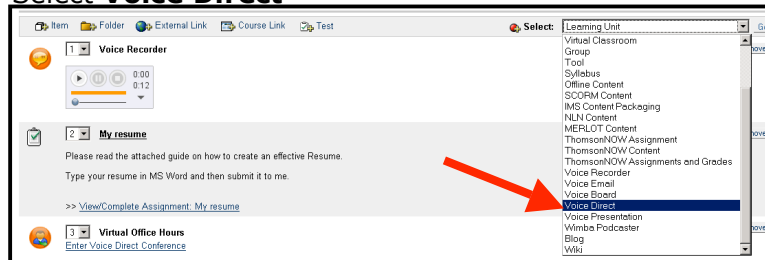 Select Voice Direct
Item Folder External Link Course Link Test Select: Learning Unit
1 Voice Recorder
0:00
0:12
2 My resume
Please read the attached guide on how to create an effective Resume.
Type your resume in MS Word and then submit it to me.
>> View/Complete Assignment: My resume
3 Virtual Office Hours
Enter Voice Direct Conference
Virtual Classroom
Group
Tool
Syllabus
Offline Content
SCORM Content
IMS Content Packaging
NLN Content
MERLOT Content
ThomsonNOW Assignment
ThomsonNOW Content
ThomsonNOW Assignments and Grades
Voice Recorder
Voice Email
Voice Board
Voice Direct
Voice Presentation
Wimba Podcaster
Blog
Wiki